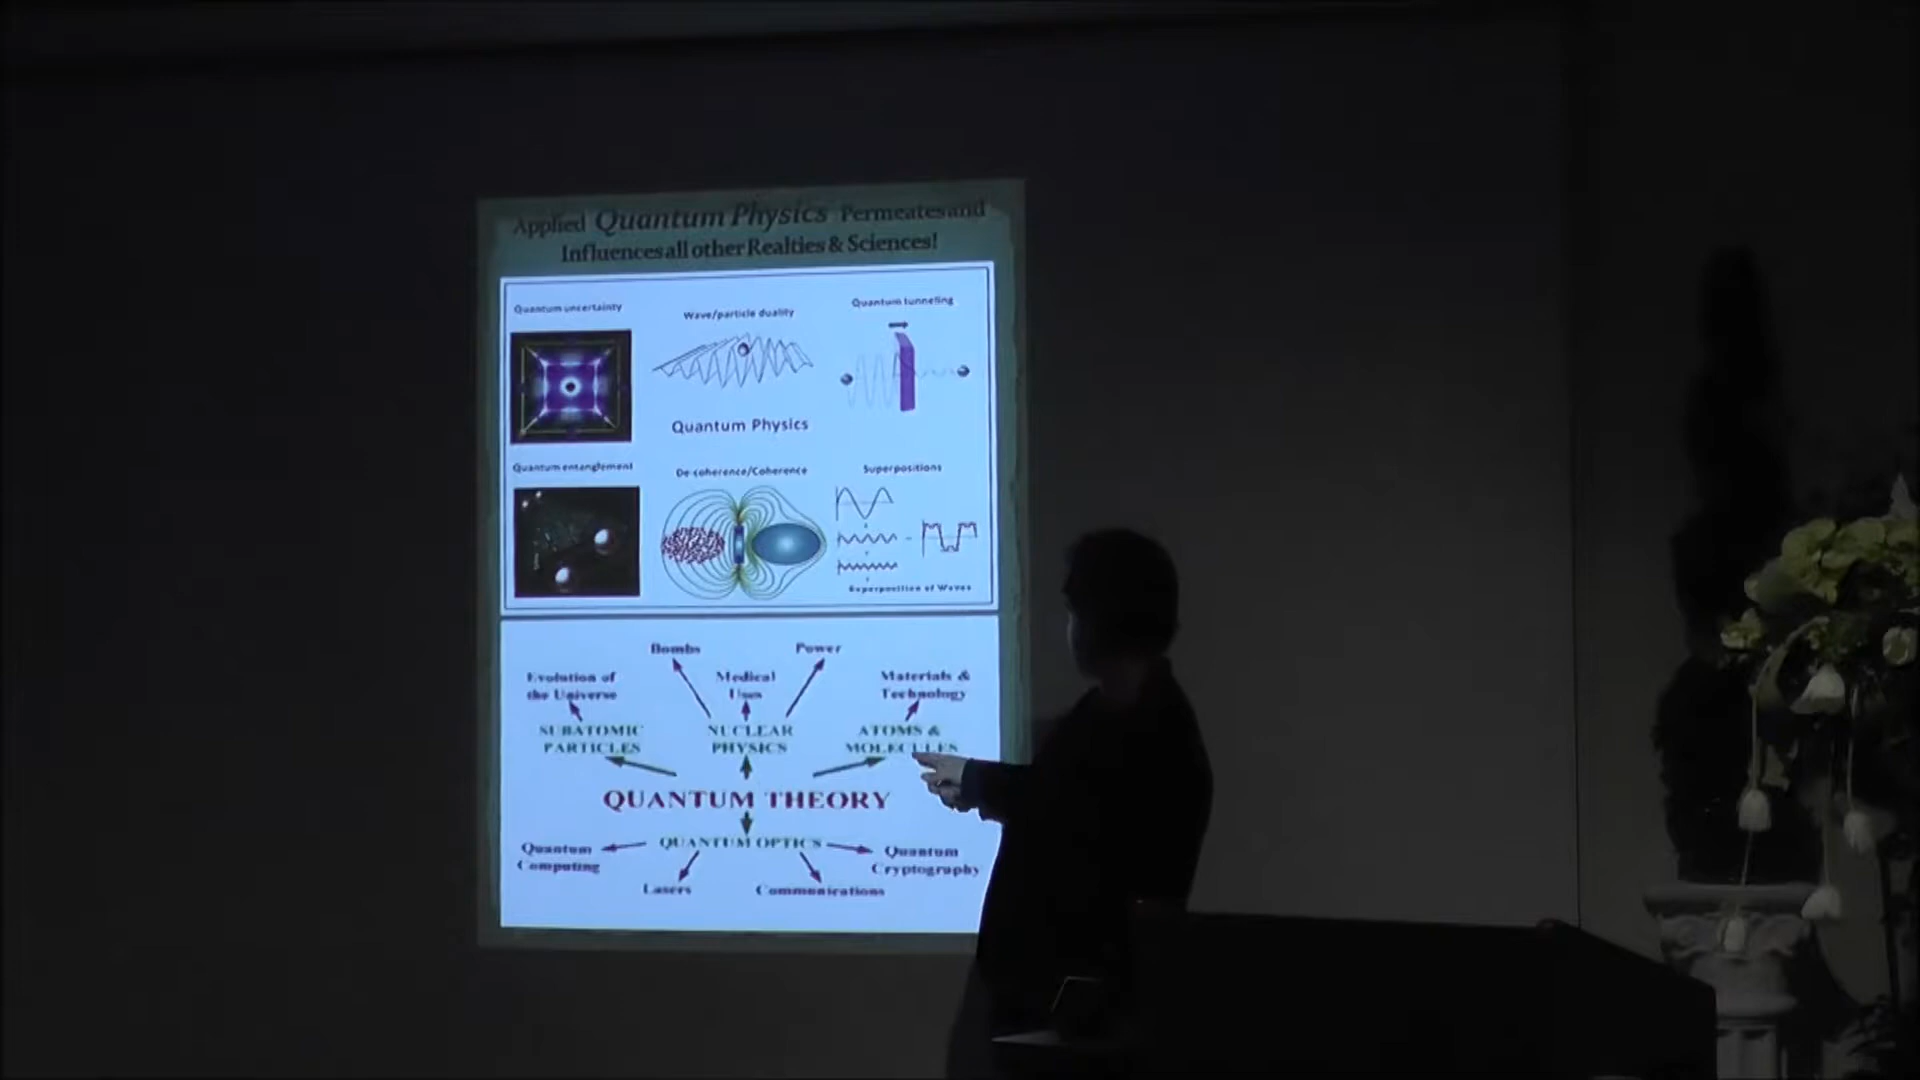 Applied Quantum Physics Permeates and
Influences all other Realties & Sciences!
Quantum uncertainty
Wave/particle duality
Quantum tunneling
Quantum Physics
Quantum entanglement
De-coherence/Coherence
Superpositions
Superposition of Waves
Bombs
Power
Evolution of
the Universe
Medical
Uses
Materials &
Technology
SUBATOMIC
PARTICLES
NUCLEAR
PHYSICS
ATOMS &
MOLECULES
QUANTUM THEORY
QUANTUM OPTICS
Quantum
Computing
Quantum
Cryptography
Lasers
Communications